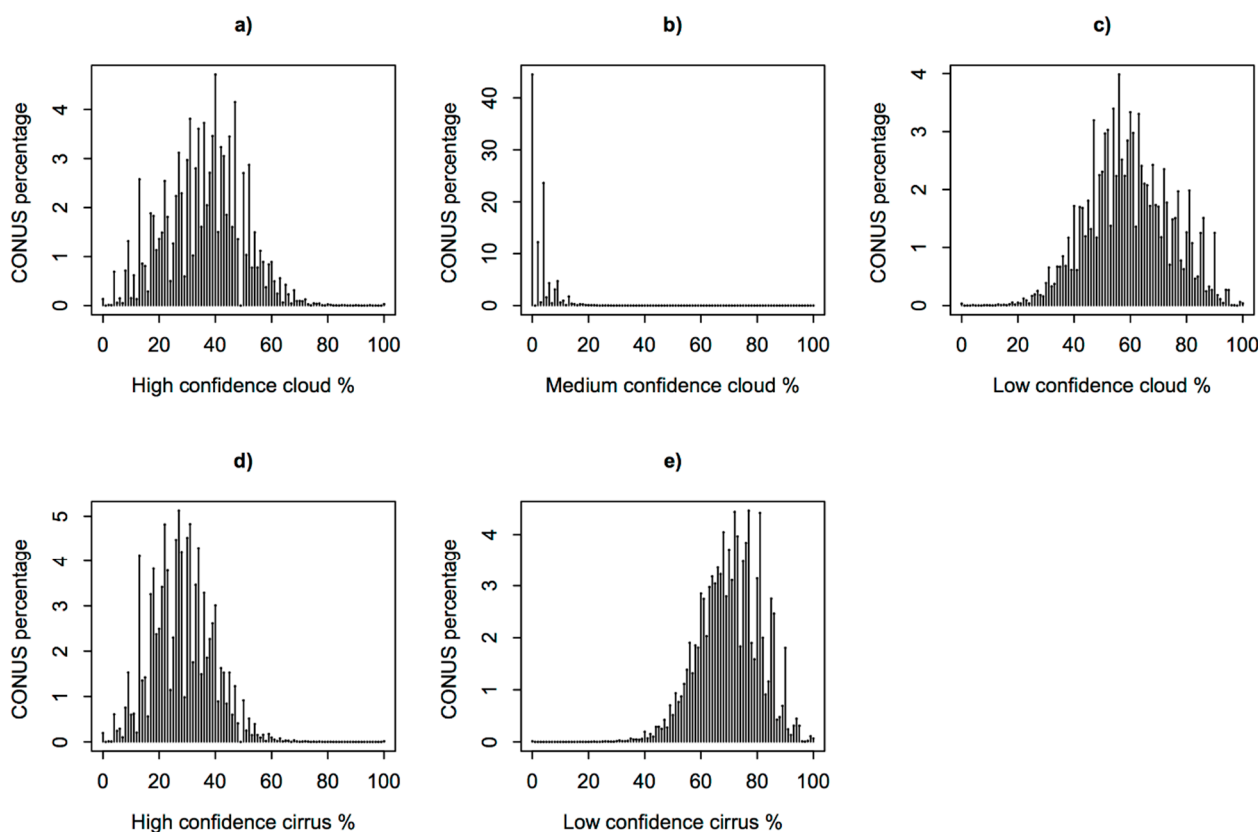 a)
CONUS percentage
0 1 2 3 4
0 20 40 60 80 100
High confidence cloud %
b)
CONUS percentage
0 10 20 30 40
0 20 40 60 80 100
Medium confidence cloud %
c)
CONUS percentage
0 1 2 3 4
0 20 40 60 80 100
Low confidence cloud %
d)
CONUS percentage
0 1 2 3 4 5
0 20 40 60 80 100
High confidence cirrus %
e)
CONUS percentage
0 1 2 3 4
0 20 40 60 80 100
Low confidence cirrus %